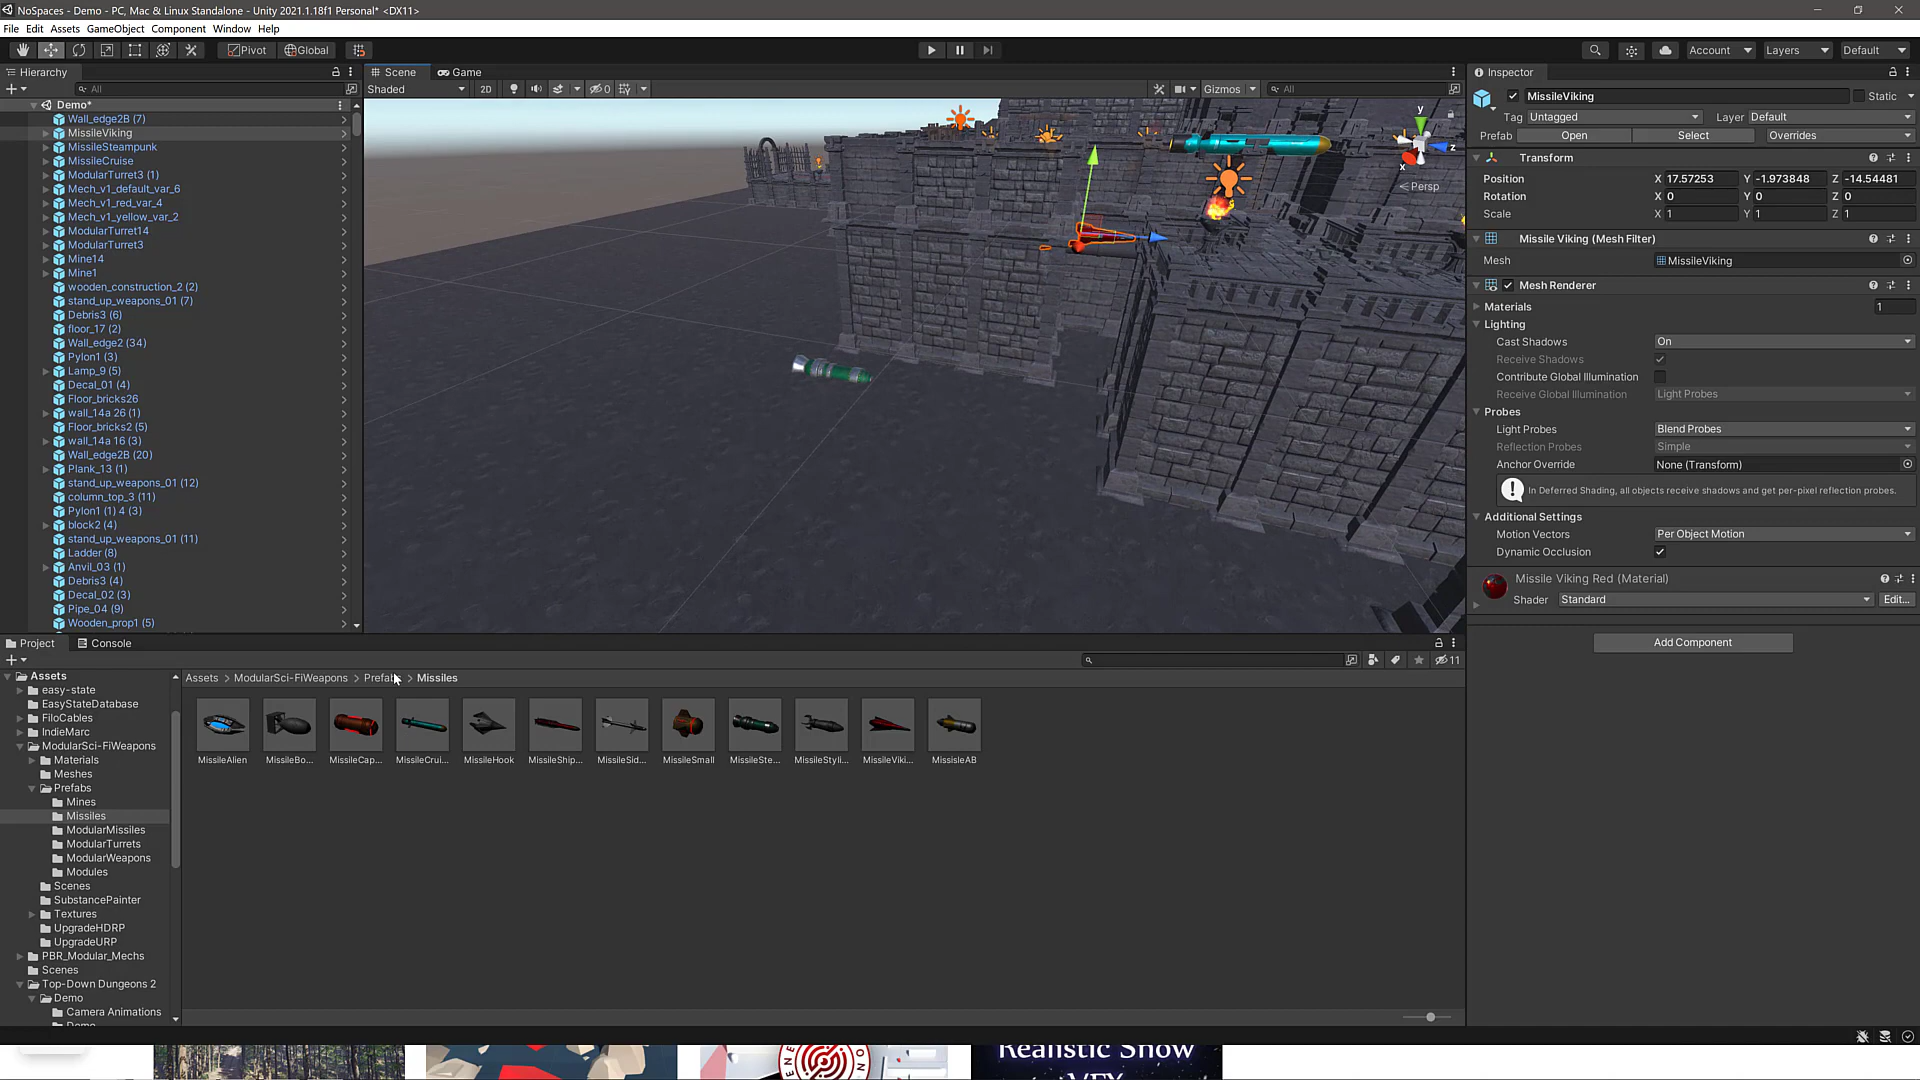 NoSpaces - Demo - PC, Mac & Linux Standalone - Unity 2021.1.18f1 Personal* <DX11>
File Edit Assets GameObject Component Window Help
Pivot Global
Account Layers Default
Hierarchy
All
Demo*
Wall_edge2B (7)
MissileViking
MissileSteampunk
MissileCruise
ModularTurret3 (1)
Mech_v1_default_var_6
Mech_v1_red_var_4
Mech_v1_yellow_var_2
ModularTurret14
ModularTurret3
Mine14
Mine1
wooden_construction_2 (2)
stand_up_weapons_01 (7)
Debris3 (6)
floor_17 (2)
Wall_edge2 (34)
Pylon1 (3)
Lamp_9 (5)
Decal_01 (4)
Floor_bricks26
wall_14a 26 (1)
Floor_bricks2 (5)
wall_14a 16 (3)
Wall_edge2B (20)
Plank_13 (1)
stand_up_weapons_01 (12)
column_top_3 (11)
Pylon1 (1) 4 (3)
block2 (4)
stand_up_weapons_01 (11)
Ladder (8)
Anvil_03 (1)
Debris3 (4)
Decal_02 (3)
Pipe_04 (9)
Wooden_prop1 (5)
Scene Game
Shaded 2D 0 Gizmos All
y
z
x
< Persp
Inspector
MissileViking Static
Tag Untagged Layer Default
Prefab Open Select Overrides
Transform
Position X 17.57253 Y -1.973848 Z -14.54481
Rotation X 0 Y 0 Z 0
Scale X 1 Y 1 Z 1
Missile Viking (Mesh Filter)
Mesh MissileViking
Mesh Renderer
Materials 1
Lighting
Cast Shadows On
Receive Shadows
Contribute Global Illumination
Receive Global Illumination Light Probes
Probes
Light Probes Blend Probes
Reflection Probes Simple
Anchor Override None (Transform)
In Deferred Shading, all objects receive shadows and get per-pixel reflection probes.
Additional Settings
Motion Vectors Per Object Motion
Dynamic Occlusion
Missile Viking Red (Material)
Shader Standard Edit...
Add Component
Project Console
11
Assets
easy-state
EasyStateDatabase
FiloCables
IndieMarc
ModularSci-FiWeapons
Materials
Meshes
Prefabs
Mines
Missiles
ModularMissiles
ModularTurrets
ModularWeapons
Modules
Scenes
SubstancePainter
Textures
UpgradeHDRP
UpgradeURP
PBR_Modular_Mechs
Scenes
Top-Down Dungeons 2
Demo
Camera Animations
Assets > ModularSci-FiWeapons > Prefabs > Missiles
MissileAlien MissileBo... MissileCap... MissileCrui... MissileHook MissileShip... MissileSid... MissileSmall MissileSte... MissileStyli... MissileViki... MissisleAB
Realistic Snow
VFX